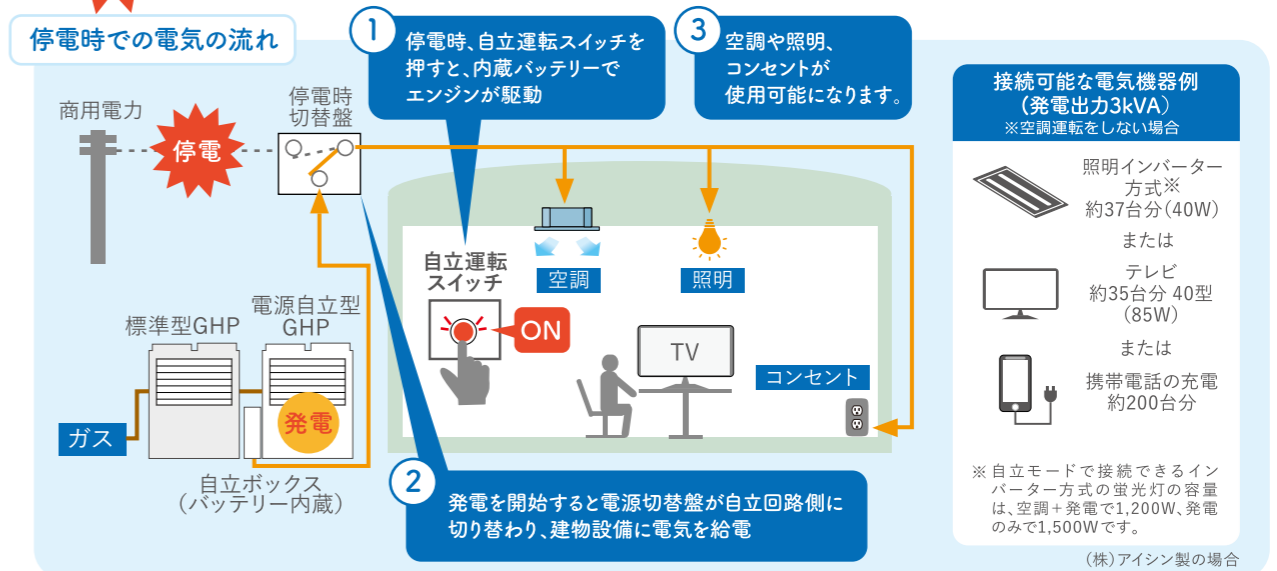 停電時での電気の流れ
1
停電時、自立運転スイッチを
押すと、内蔵バッテリーで
エンジンが駆動
3
空調や照明、
コンセントが
使用可能になります。
商用電力
停電
停電時
切替盤
自立運転
スイッチ
ON
空調
照明
TV
コンセント
標準型GHP
電源自立型
GHP
発電
ガス
自立ボックス
(バッテリー内蔵)
2
発電を開始すると電源切替盤が自立回路側に
切り替わり、建物設備に電気を給電
接続可能な電気機器例
(発電出力3kVA)
※空調運転をしない場合
照明インバーター
方式※
約37台分(40W)
または
テレビ
約35台分 40型
(85W)
または
携帯電話の充電
約200台分
※自立モードで接続できるイン
バーター方式の蛍光灯の容量
は、空調+発電で1,200W、発電
のみで1,500Wです。
(株)アイシン製の場合